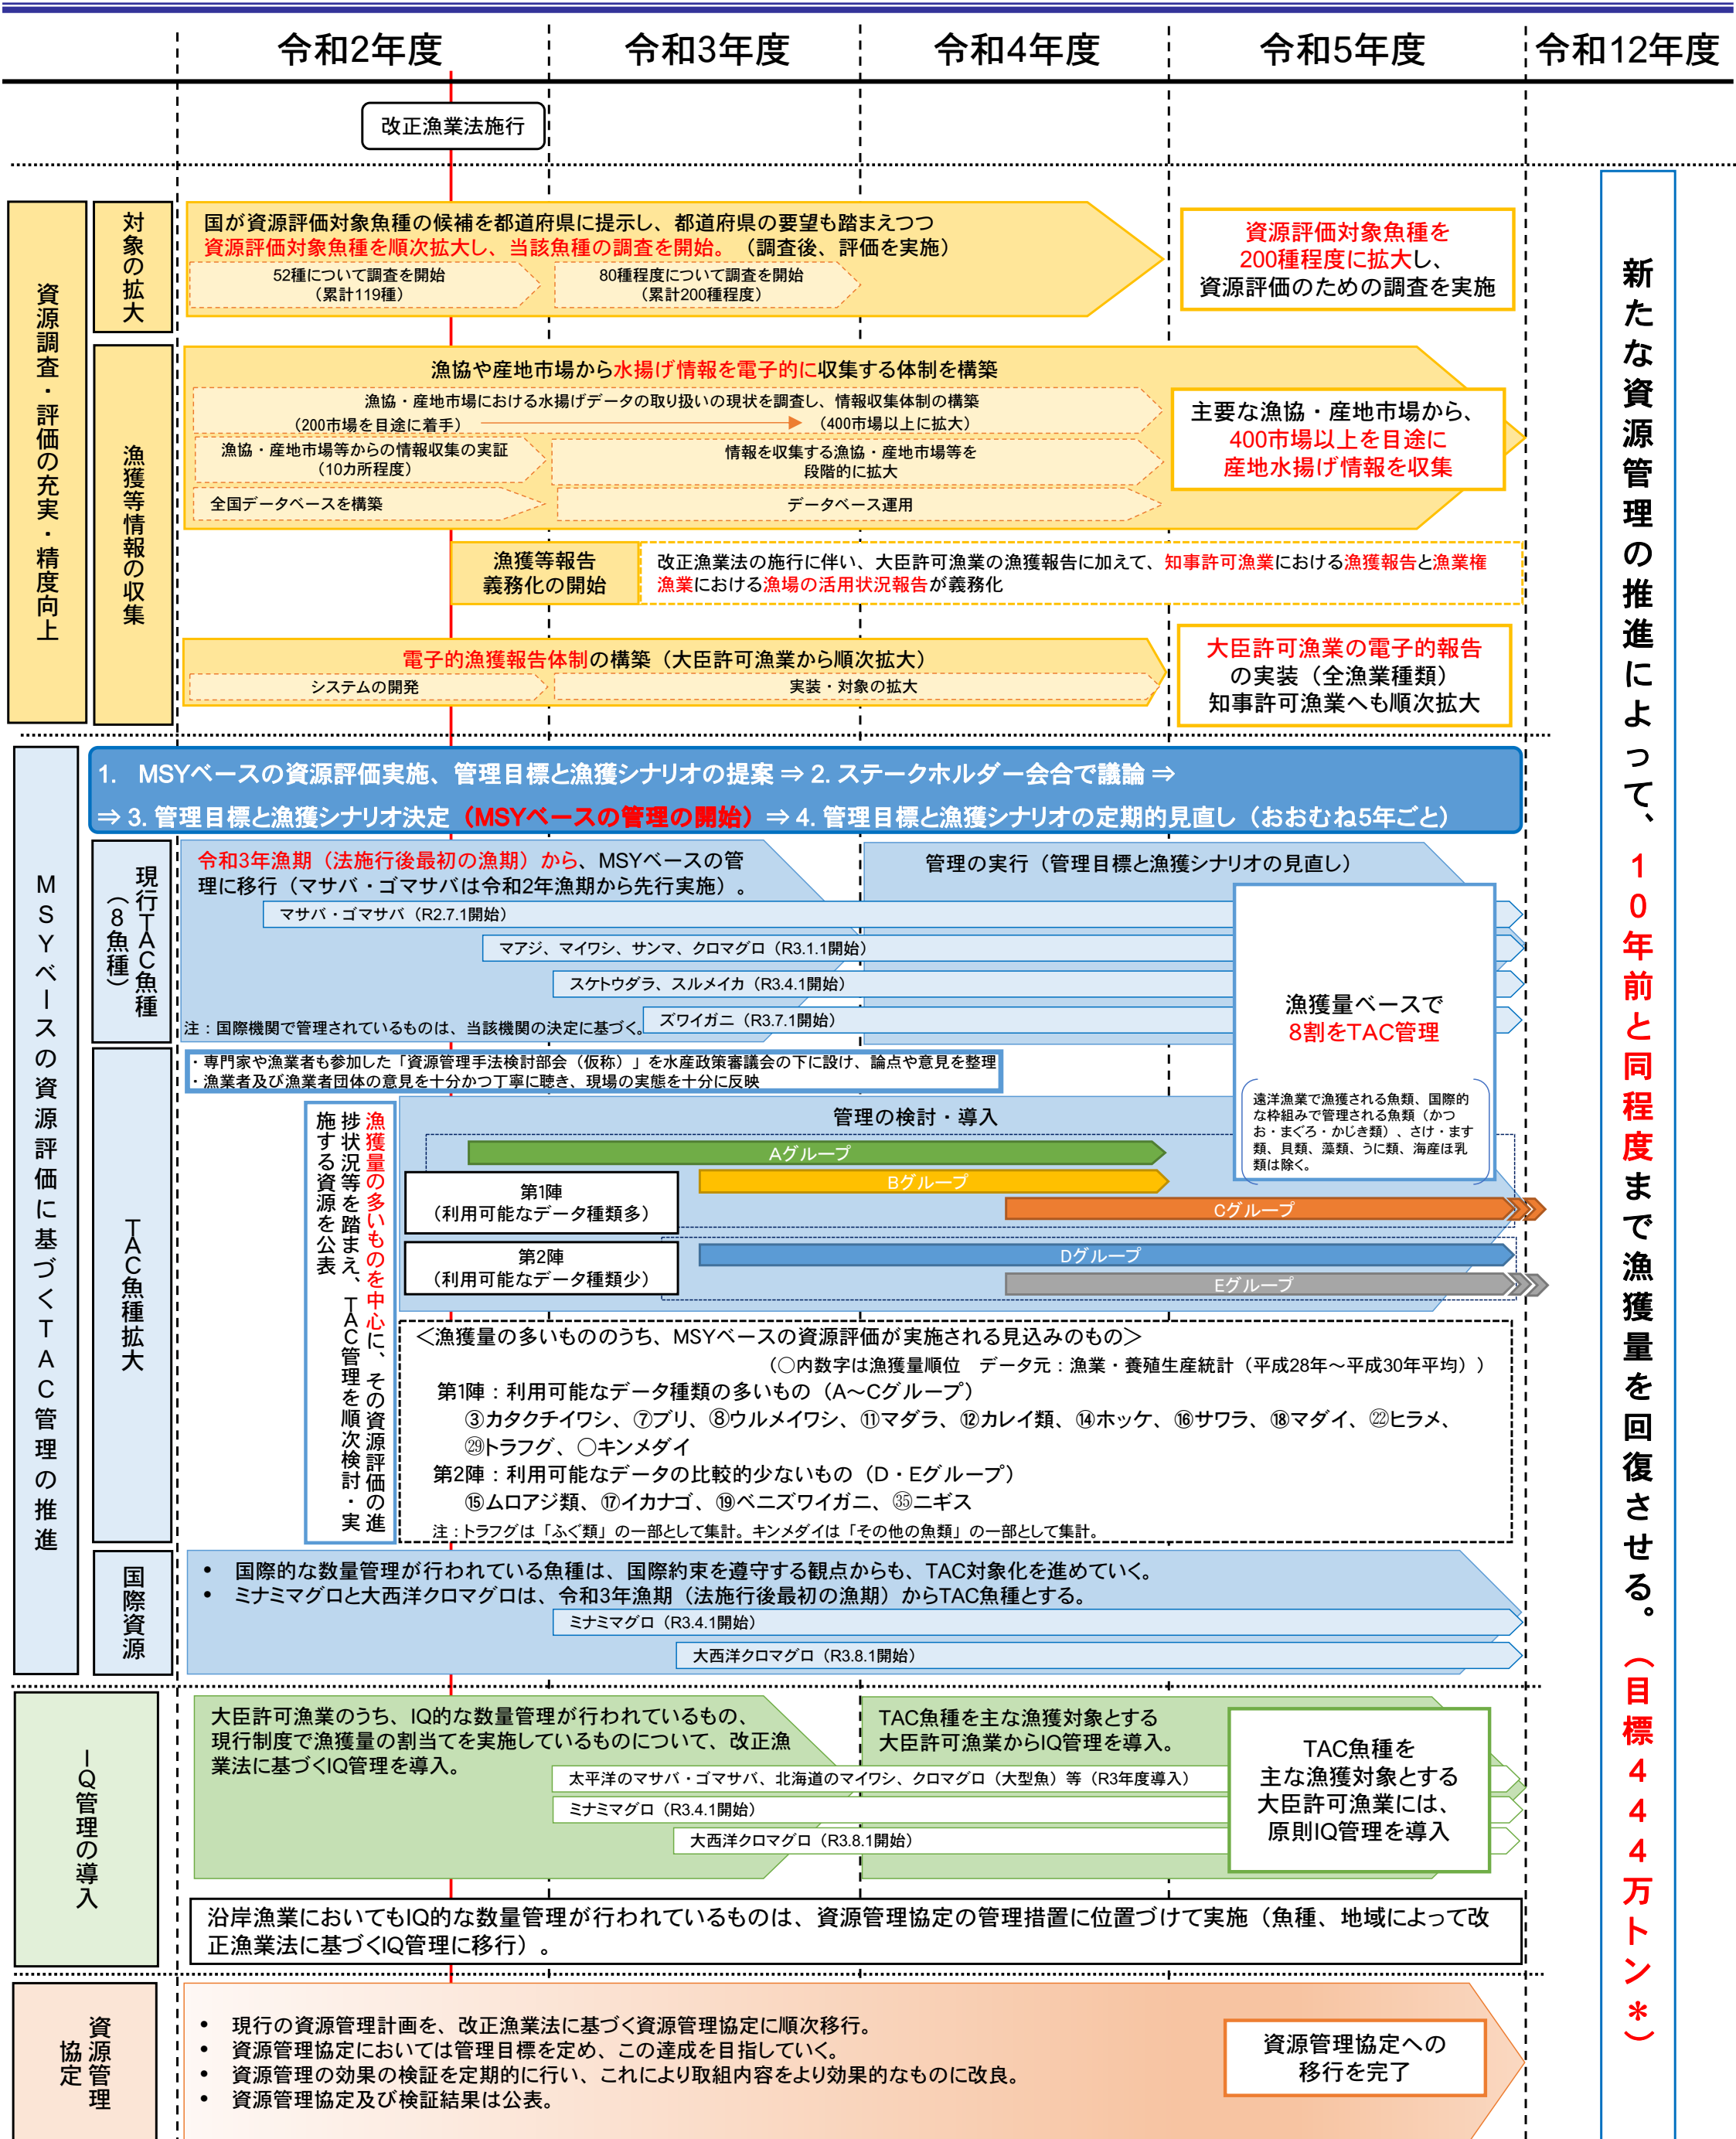 令和2年度
令和3年度
令和4年度
令和5年度
令和12年度
改正漁業法施行
資源調査・評価の充実・精度向上
対象の拡大
国が資源評価対象魚種の候補を都道府県に提示し、都道府県の要望も踏まえつつ
資源評価対象魚種を順次拡大し、当該魚種の調査を開始。（調査後、評価を実施）
52種について調査を開始
（累計119種）
80種程度について調査を開始
（累計200種程度）
資源評価対象魚種を
200種程度に拡大し、
資源評価のための調査を実施
漁獲等情報の収集
漁協や産地市場から水揚げ情報を電子的に収集する体制を構築
漁協・産地市場における水揚げデータの取り扱いの現状を調査し、情報収集体制の構築
（200市場を目途に着手）
（400市場以上に拡大）
漁協・産地市場等からの情報収集の実証
（10カ所程度）
情報を収集する漁協・産地市場等を
段階的に拡大
全国データベースを構築
データベース運用
主要な漁協・産地市場から、
400市場以上を目途に
産地水揚げ情報を収集
漁獲等報告
義務化の開始
改正漁業法の施行に伴い、大臣許可漁業の漁獲報告に加えて、知事許可漁業における漁獲報告と漁業権
漁業における漁場の活用状況報告が義務化
電子的漁獲報告体制の構築（大臣許可漁業から順次拡大）
システムの開発
実装・対象の拡大
大臣許可漁業の電子的報告
の実装（全漁業種類）
知事許可漁業へも順次拡大
MSYベースの資源評価に基づくTAC管理の推進
1. MSYベースの資源評価実施、管理目標と漁獲シナリオの提案 ⇒ 2. ステークホルダー会合で議論 ⇒
⇒ 3. 管理目標と漁獲シナリオ決定（MSYベースの管理の開始）⇒ 4. 管理目標と漁獲シナリオの定期的見直し（おおむね5年ごと）
現行TAC魚種
（8魚種）
令和3年漁期（法施行後最初の漁期）から、MSYベースの管
理に移行（マサバ・ゴマサバは令和2年漁期から先行実施）。
管理の実行（管理目標と漁獲シナリオの見直し）
マサバ・ゴマサバ（R2.7.1開始）
マアジ、マイワシ、サンマ、クロマグロ（R3.1.1開始）
スケトウダラ、スルメイカ（R3.4.1開始）
ズワイガニ（R3.7.1開始）
注：国際機関で管理されているものは、当該機関の決定に基づく。
漁獲量ベースで
8割をTAC管理
遠洋漁業で漁獲される魚類、国際的
な枠組みで管理される魚類（かつ
お・まぐろ・かじき類）、さけ・ます
類、貝類、藻類、うに類、海産ほ乳
類は除く。
TAC魚種拡大
・専門家や漁業者も参加した「資源管理手法検討部会（仮称）」を水産政策審議会の下に設け、論点や意見を整理
・漁業者及び漁業者団体の意見を十分かつ丁寧に聴き、現場の実態を十分に反映
漁獲量の多いものを中心に、その資源評価の進
捗状況等を踏まえ、TAC管理を順次検討・実
施する資源を公表
管理の検討・導入
Aグループ
Bグループ
第1陣
（利用可能なデータ種類多）
Cグループ
第2陣
（利用可能なデータ種類少）
Dグループ
Eグループ
＜漁獲量の多いもののうち、MSYベースの資源評価が実施される見込みのもの＞
（○内数字は漁獲量順位　データ元：漁業・養殖生産統計（平成28年～平成30年平均））
第1陣：利用可能なデータ種類の多いもの（A～Cグループ）
③カタクチイワシ、⑦ブリ、⑧ウルメイワシ、⑪マダラ、⑫カレイ類、⑭ホッケ、⑯サワラ、⑱マダイ、㉒ヒラメ、
㉙トラフグ、○キンメダイ
第2陣：利用可能なデータの比較的少ないもの（D・Eグループ）
⑮ムロアジ類、⑰イカナゴ、⑲ベニズワイガニ、㉟ニギス
注：トラフグは「ふぐ類」の一部として集計。キンメダイは「その他の魚類」の一部として集計。
国際資源
• 国際的な数量管理が行われている魚種は、国際約束を遵守する観点からも、TAC対象化を進めていく。
• ミナミマグロと大西洋クロマグロは、令和3年漁期（法施行後最初の漁期）からTAC魚種とする。
ミナミマグロ（R3.4.1開始）
大西洋クロマグロ（R3.8.1開始）
IQ管理の導入
大臣許可漁業のうち、IQ的な数量管理が行われているもの、
現行制度で漁獲量の割当てを実施しているものについて、改正漁
業法に基づくIQ管理を導入。
TAC魚種を主な漁獲対象とする
大臣許可漁業からIQ管理を導入。
太平洋のマサバ・ゴマサバ、北海道のマイワシ、クロマグロ（大型魚）等（R3年度導入）
ミナミマグロ（R3.4.1開始）
大西洋クロマグロ（R3.8.1開始）
TAC魚種を
主な漁獲対象とする
大臣許可漁業には、
原則IQ管理を導入
沿岸漁業においてもIQ的な数量管理が行われているものは、資源管理協定の管理措置に位置づけて実施（魚種、地域によって改
正漁業法に基づくIQ管理に移行）。
資源管理
協定
• 現行の資源管理計画を、改正漁業法に基づく資源管理協定に順次移行。
• 資源管理協定においては管理目標を定め、この達成を目指していく。
• 資源管理の効果の検証を定期的に行い、これにより取組内容をより効果的なものに改良。
• 資源管理協定及び検証結果は公表。
資源管理協定への
移行を完了
新たな資源管理の推進によって、10年前と同程度まで漁獲量を回復させる。（目標444万トン＊）